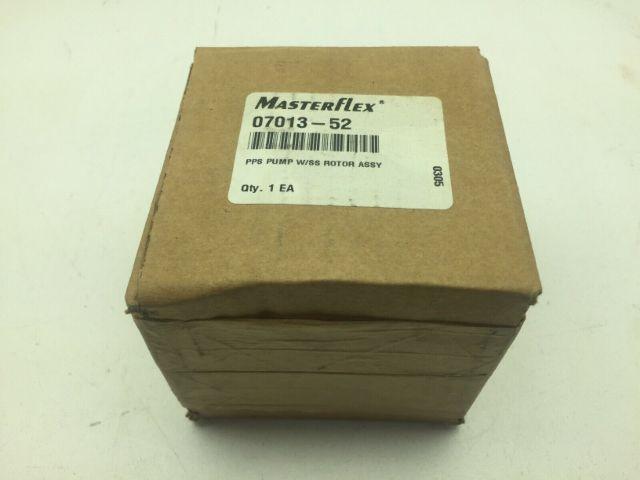 MASTERFLEX®
07013-52
PPS PUMP W/SS ROTOR ASSY
Qty. 1 EA
0305